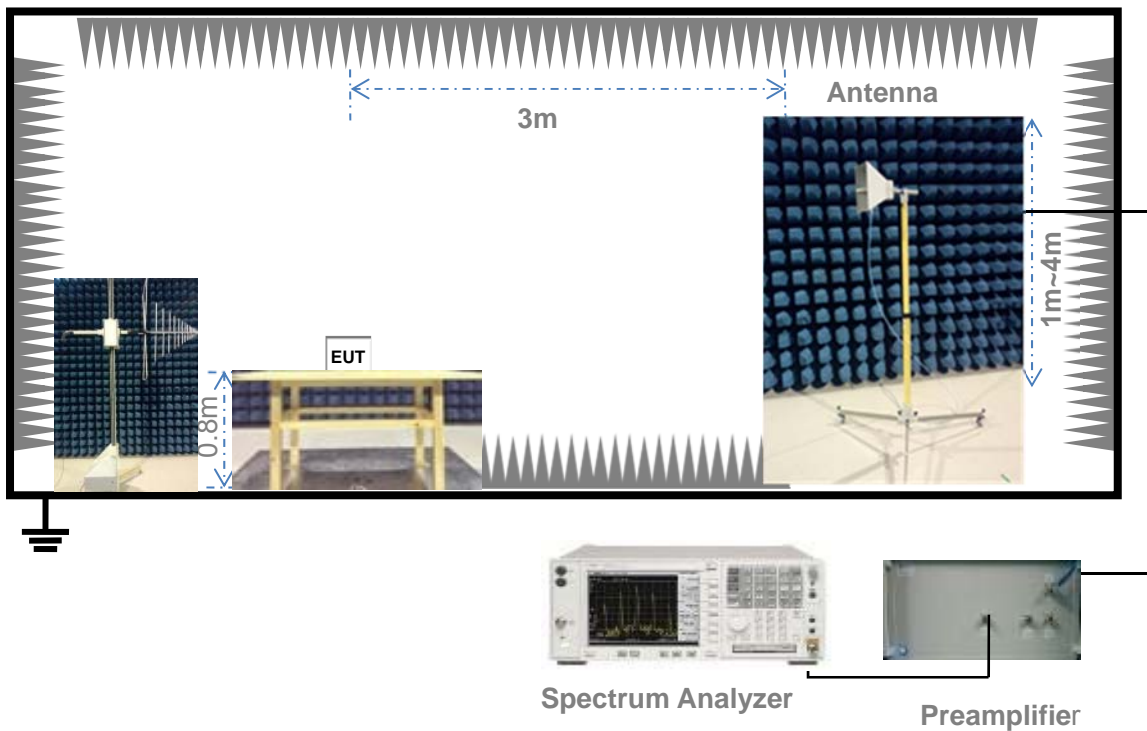 Antenna
3m
1m~4m
EUT
0.8m
Spectrum Analyzer
Preamplifier